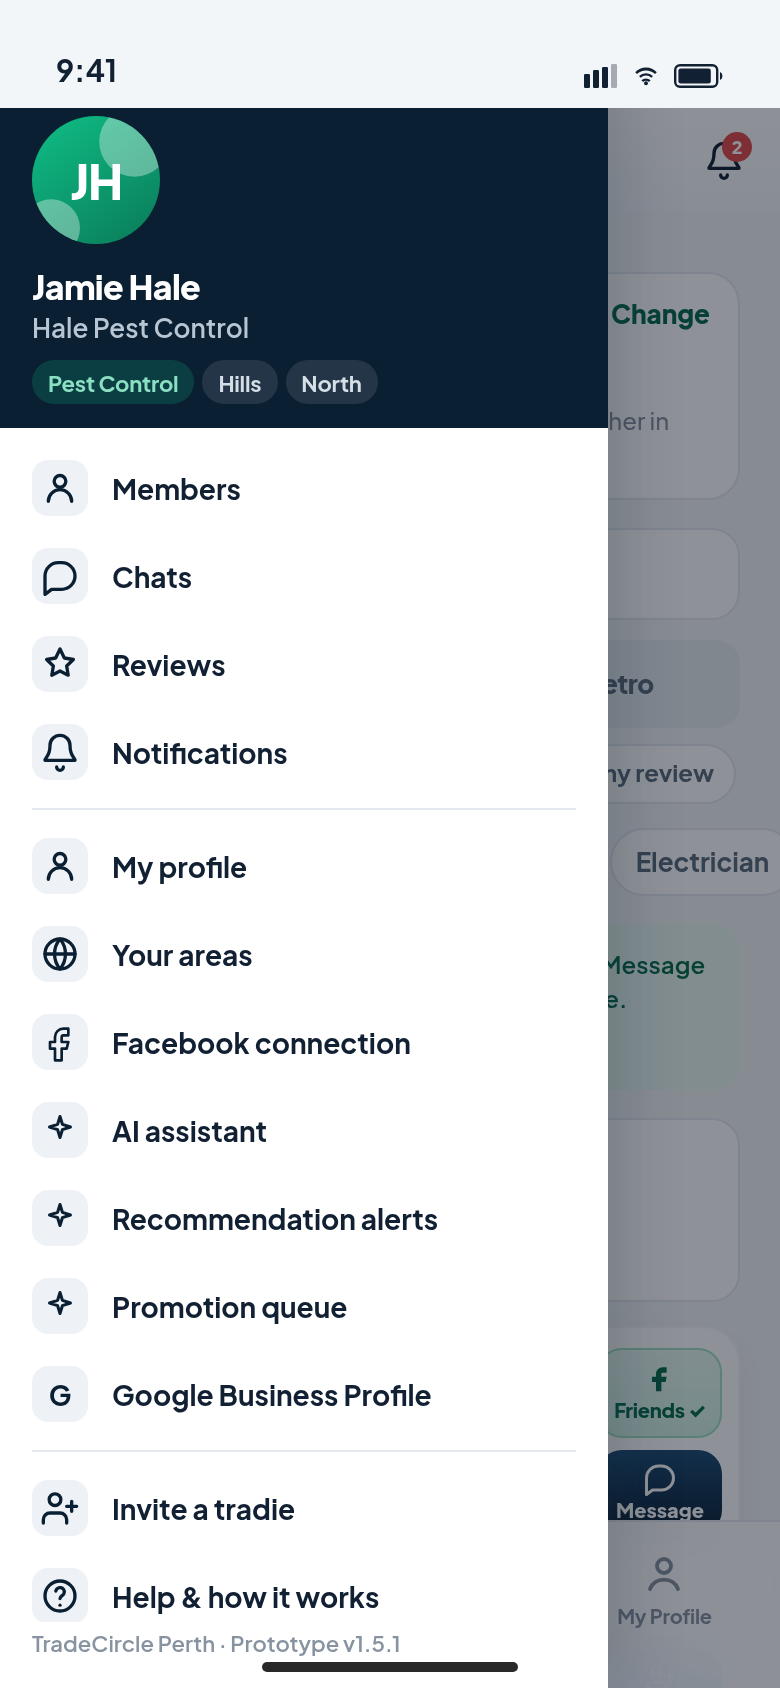 9:41
2
JH
Jamie Hale
Hale Pest Control
Pest Control Hills North
Change
her in
Members
Chats
Reviews
etro
Notifications
ny review
My profile
Electrician
Your areas
Message
e.
Facebook connection
AI assistant
Recommendation alerts
Promotion queue
G Google Business Profile
Friends ✓
Invite a tradie
Message
Help & how it works
My Profile
TradeCircle Perth · Prototype v1.5.1